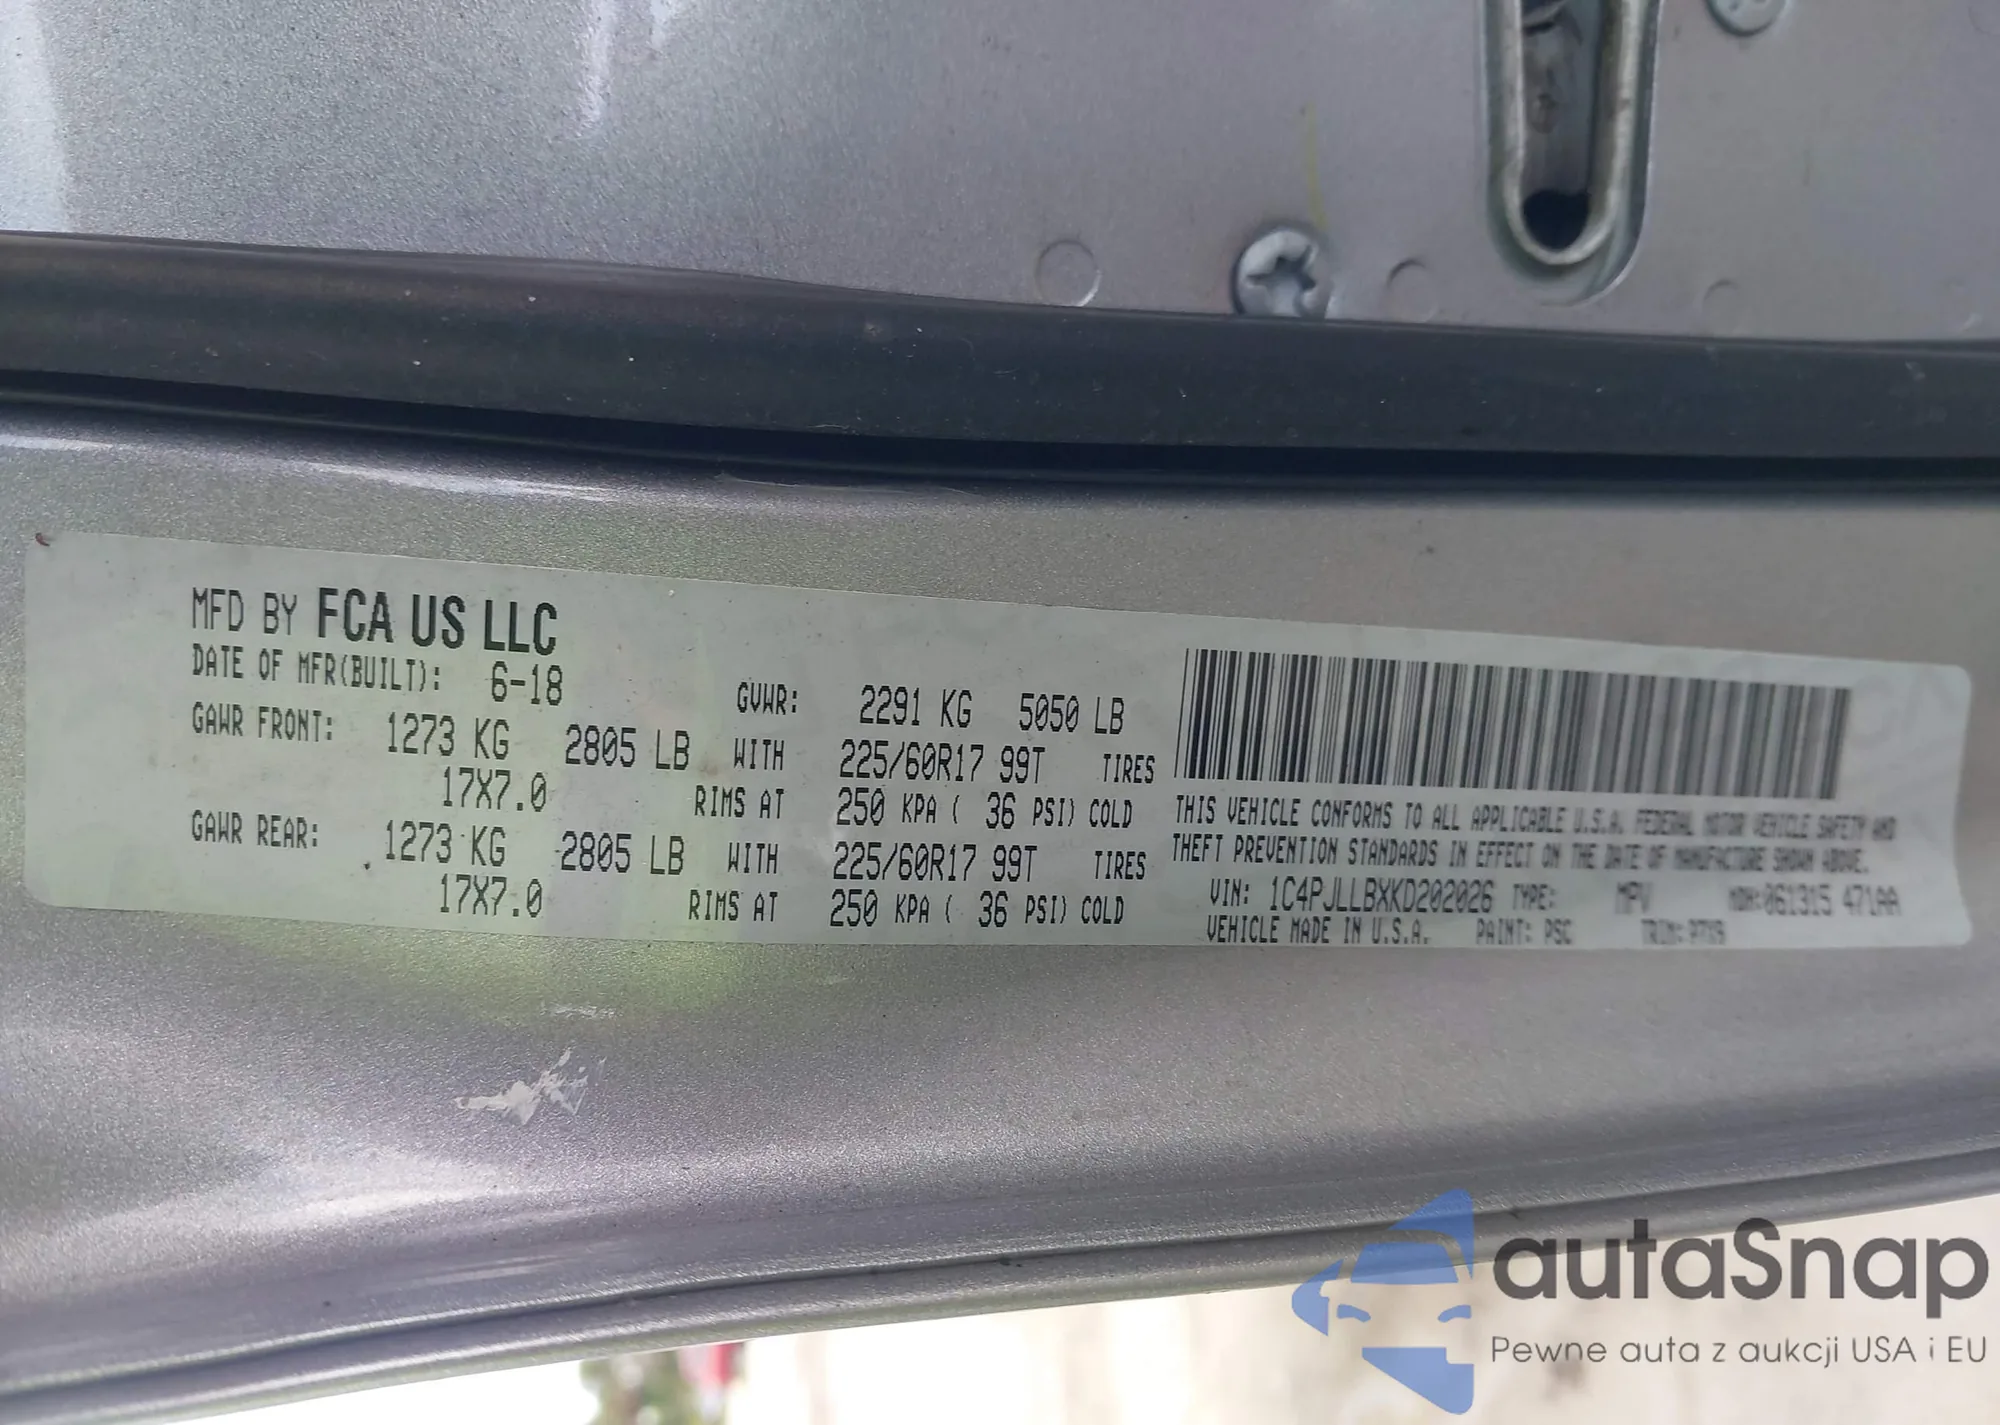 MFD BY FCA US LLC
DATE OF MFR(BUILT): 6-18 GVWR: 2291 KG 5050 LB
GAWR FRONT: 1273 KG 2805 LB WITH 225/60R17 99T TIRES
17X7.0 RIMS AT 250 KPA ( 36 PSI) COLD
GAWR REAR: 1273 KG 2805 LB WITH 225/60R17 99T TIRES
17X7.0 RIMS AT 250 KPA ( 36 PSI) COLD
THIS VEHICLE CONFORMS TO ALL APPLICABLE U.S.A. FEDERAL MOTOR VEHICLE SAFETY AND
THEFT PREVENTION STANDARDS IN EFFECT ON THE DATE OF MANUFACTURE SHOWN ABOVE.
VIN: 1C4PJLLBXKD202026 TYPE: MPV MDH:061315 471AA
VEHICLE MADE IN U.S.A. PAINT: PSC TRIM:
autaSnap
Pewne auta z aukcji USA i EU